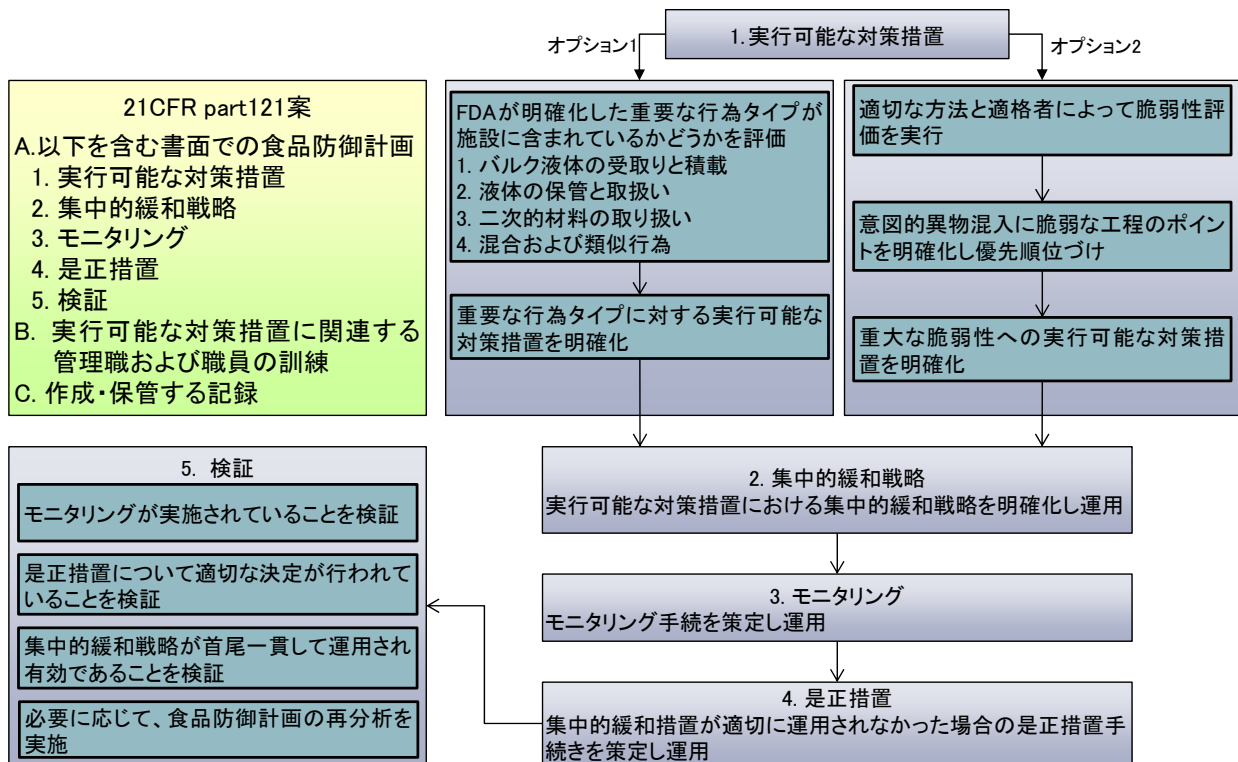 1.実行可能な対策措置
オプション1
オプション2
21CFR part121案
A.以下を含む書面での食品防御計画
1. 実行可能な対策措置
2. 集中的緩和戦略
3. モニタリング
4. 是正措置
5. 検証
B. 実行可能な対策措置に関連する
管理職および職員の訓練
C. 作成・保管する記録
FDAが明確化した重要な行為タイプが
施設に含まれているかどうかを評価
1. バルク液体の受取りと積載
2. 液体の保管と取扱い
3. 二次的材料の取り扱い
4. 混合および類似行為
重要な行為タイプに対する実行可能な
対策措置を明確化
適切な方法と適格者によって脆弱性評
価を実行
意図的異物混入に脆弱な工程のポイン
トを明確化し優先順位づけ
重大な脆弱性への実行可能な対策措
置を明確化
2. 集中的緩和戦略
実行可能な対策措置における集中的緩和戦略を明確化し運用
3. モニタリング
モニタリング手続を策定し運用
4. 是正措置
集中的緩和措置が適切に運用されなかった場合の是正措置手
続きを策定し運用
5. 検証
モニタリングが実施されていることを検証
是正措置について適切な決定が行われて
いることを検証
集中的緩和戦略が首尾一貫して運用され
有効であることを検証
必要に応じて、食品防御計画の再分析を
実施